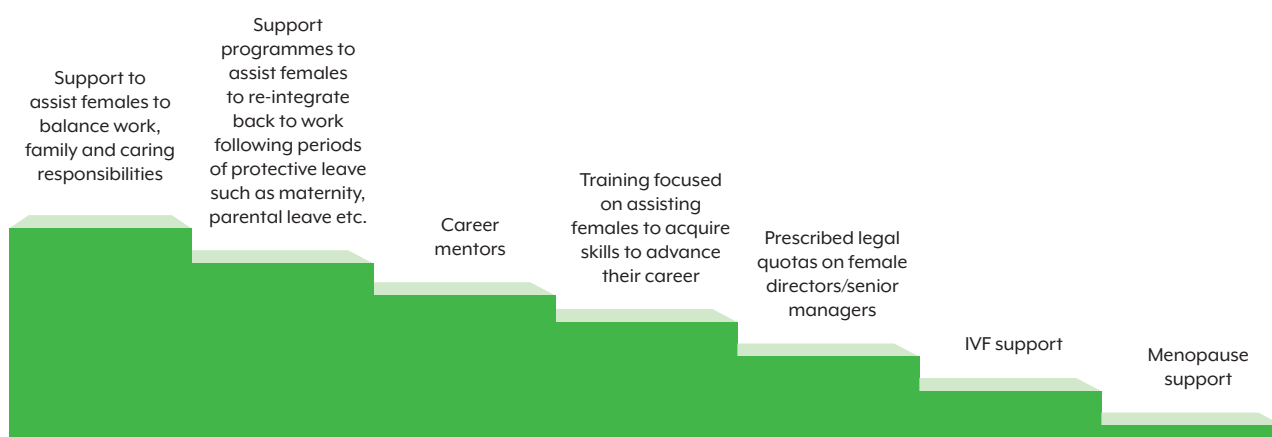 Support to
assist females to
balance work,
family and caring
responsibilities
Support
programmes to
assist females
to re-integrate
back to work
following periods
of protective leave
such as maternity,
parental leave etc.
Career
mentors
Training focused
on assisting
females to acquire
skills to advance
their career
Prescribed legal
quotas on female
directors/senior
managers
IVF support
Menopause
support